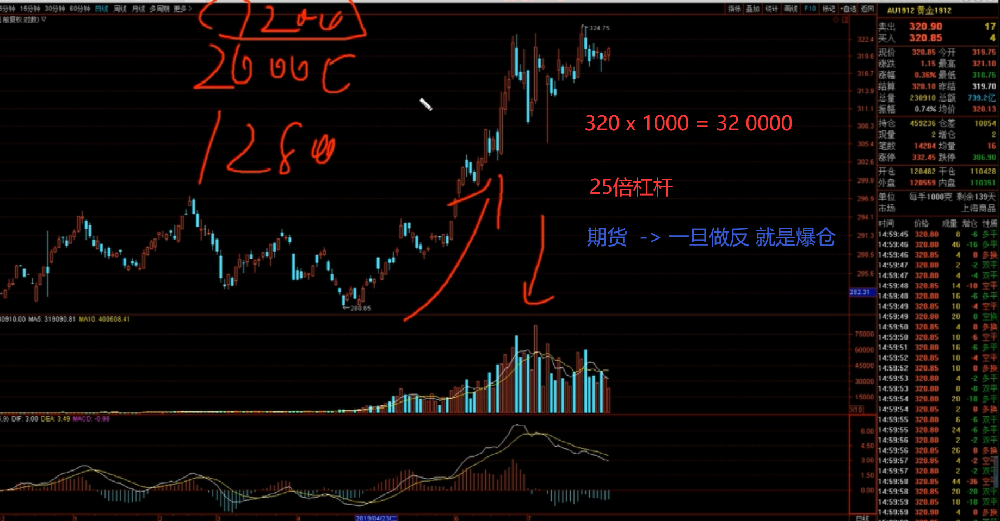 5分钟 15分钟 30分钟 60分钟 日线 周线 月线 多周期 更多>
指标 叠加 统计 画线 F10 标记 •自选 返回
前复权.对数) ▽
1200
20000
12800
324.75
320 x 1000 = 32 0000
25倍杠杆
期货 -> 一旦做反 就是爆仓
←280.65
322.4
319.6
316.7
313.9
311.1
308.3
305.4
302.6
299.8
296.9
294.1
291.3
288.5
285.6
282.31
30910.00 MA5: 319090.81 MA10: 400608.41
75000
60000
45000
30000
15000
X10
,9) DIF: 3.00 DEA: 3.49 MACD: -0.98
6.00
4.50
3.00
1.50
0.00
2 1 2 3 4 2019/04/23/二 6 7 日线
AU1912 黄金1912
卖出 320.90 17
买入 320.85 4
现价 320.85 今开 319.75
涨跌 1.15 最高 321.10
涨幅 0.36% 最低 318.75
结算 320.10 昨结 319.70
总量 230910 总额 739.2亿
振幅 0.74% 均价 320.13
持仓 459236 仓差 10054
现量 2 增仓 2
笔数 14284 均量 16
涨停 332.45 跌停 306.90
开仓 120482 平仓 110428
外盘 120559 内盘 110351
单位 每手1000克 剩余139天
市场 上海商品
时间 价格 现量 增仓 性质
14:59:45 320.80 8 -6 多平
14:59:46 320.80 46 -16 多平
14:59:46 320.85 4 0 多换
14:59:47 320.80 2 -2 双平
14:59:47 320.80 4 -4 双平
14:59:48 320.85 14 -10 空平
14:59:48 320.80 16 -6 多平
14:59:49 320.85 10 -4 空平
14:59:49 320.80 20 0 空换
14:59:50 320.85 4 0 多换
14:59:50 320.85 10 -6 空平
14:59:51 320.80 16 -6 多平
14:59:52 320.85 10 -4 空平
14:59:52 320.85 10 0 多换
14:59:53 320.80 4 -2 多平
14:59:53 320.80 8 -8 双平
14:59:54 320.80 20 -18 多平
14:59:54 320.85 2 0 多换
14:59:55 320.80 6 -6 双平
14:59:55 320.80 24 -6 多平
14:59:56 320.80 2 -2 双平
14:59:56 320.85 26 0 多换
14:59:57 320.85 4 -2 空平
14:59:57 320.80 2 -2 双平
14:59:58 320.85 44 -36 空平
14:59:58 320.85 20 -20 双平
14:59:59 320.85 18 -18 双平
14:59:59 320.90 4 0 多换